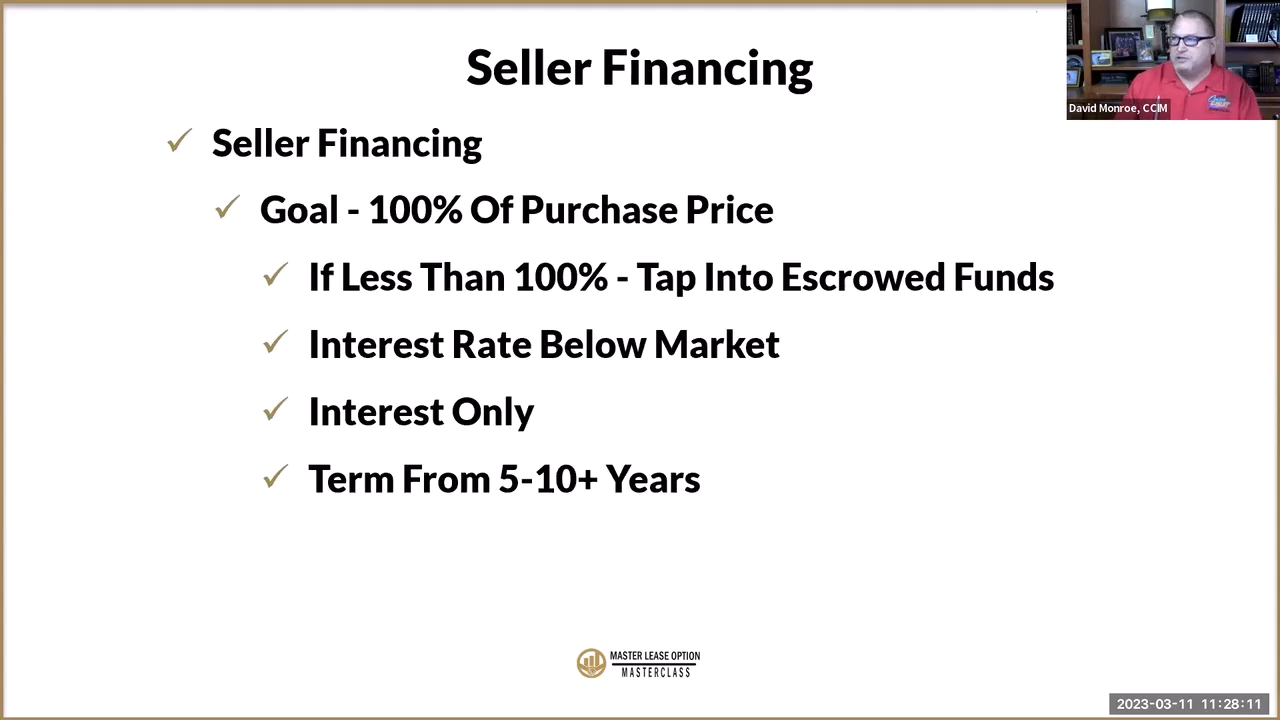 Seller Financing
David Monroe, CCIM
Seller Financing
Goal - 100% Of Purchase Price
If Less Than 100% - Tap Into Escrowed Funds
Interest Rate Below Market
Interest Only
Term From 5-10+ Years
MASTER LEASE OPTION
MASTERCLASS
2023-03-11 11:28:11